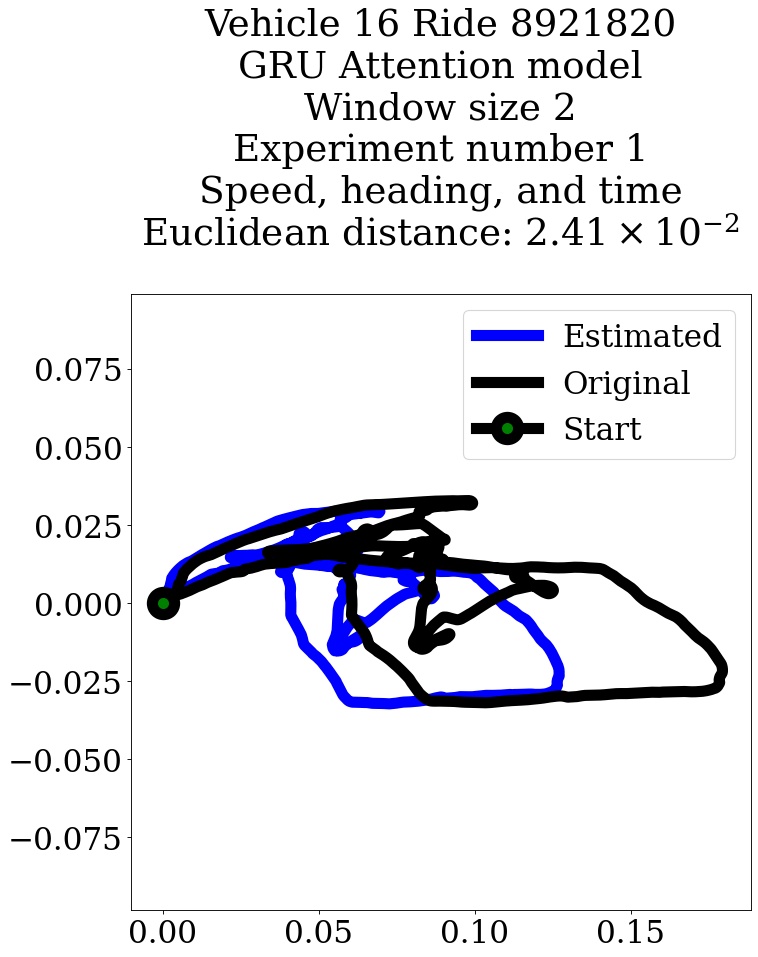 Vehicle 16 Ride 8921820
GRU Attention model
Window size 2
Experiment number 1
Speed, heading, and time
Euclidean distance: 2.41 × 10⁻²
Estimated
Original
Start
0.075
0.050
0.025
0.000
−0.025
−0.050
−0.075
0.00 0.05 0.10 0.15